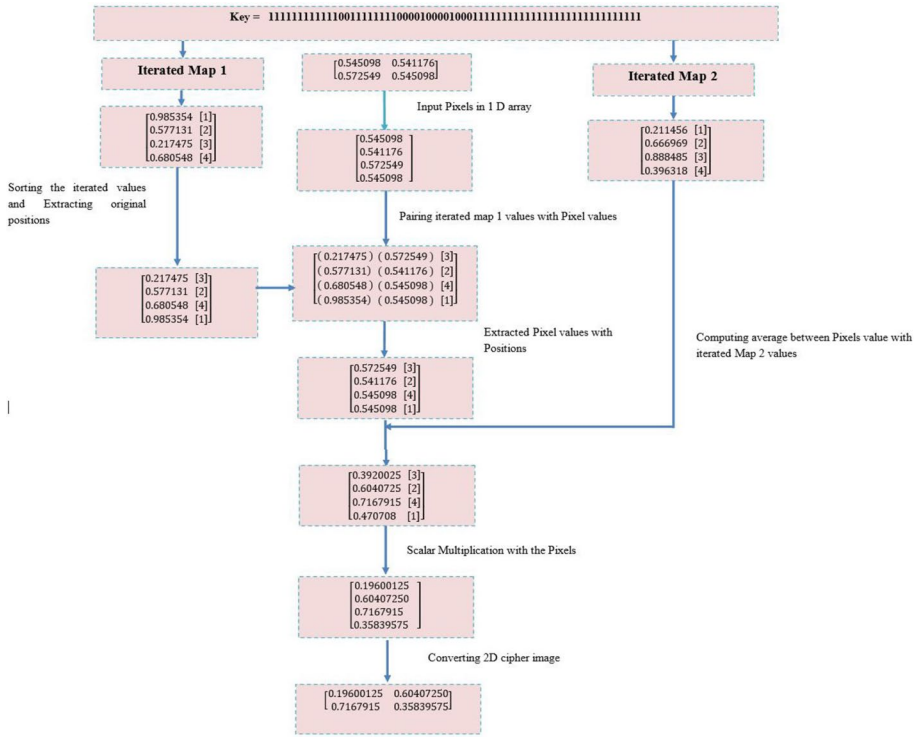 Key =
Iterated Map 1
0.545098 0.541176
0.572549 0.545098
Iterated Map 2
Input Pixels in 1 D array
0.985354 [1]
0.577131 [2]
0.217475 [3]
0.680548 [4]
0.545098
0.541176
0.572549
0.545098
0.211456 [1]
0.666969 [2]
0.888485 [3]
0.396318 [4]
Sorting the iterated values
and Extracting original
positions
Pairing iterated map 1 values with Pixel values
0.217475 [3]
0.577131 [2]
0.680548 [4]
0.985354 [1]
(0.217475) (0.572549) [3]
(0.577131) (0.541176) [2]
(0.680548) (0.545098) [4]
(0.985354) (0.545098) [1]
Extracted Pixel values with
Positions
Computing average between Pixels value with
iterated Map 2 values
0.572549 [3]
0.541176 [2]
0.545098 [4]
0.545098 [1]
0.3920025 [3]
0.6040725 [2]
0.7167915 [4]
0.470708 [1]
Scalar Multiplication with the Pixels
0.19600125
0.60407250
0.7167915
0.35839575
Converting 2D cipher image
0.19600125 0.60407250
0.7167915 0.35839575